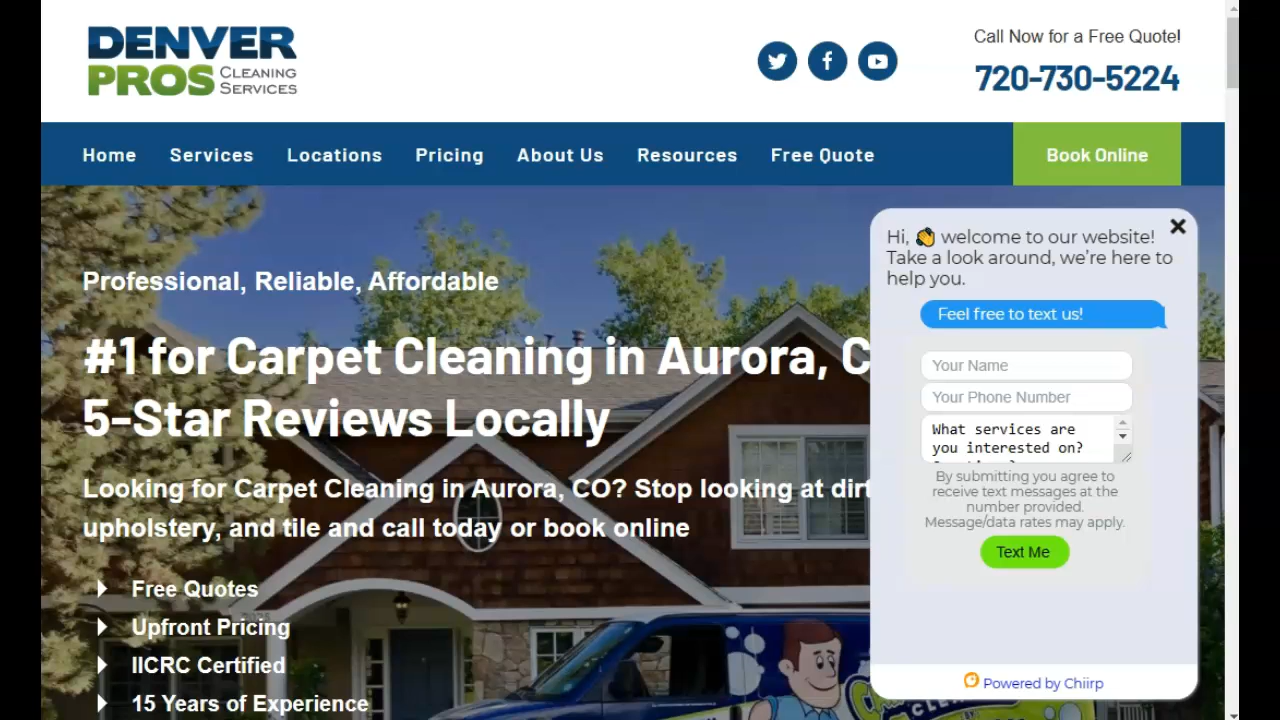 DENVER
PROS CLEANING SERVICES
Call Now for a Free Quote!
720-730-5224
Home Services Locations Pricing About Us Resources Free Quote Book Online
Professional, Reliable, Affordable
#1 for Carpet Cleaning in Aurora, C
5-Star Reviews Locally
Looking for Carpet Cleaning in Aurora, CO? Stop looking at dirt
upholstery, and tile and call today or book online
Free Quotes
Upfront Pricing
IICRC Certified
15 Years of Experience
Hi, 👋 welcome to our website!
Take a look around, we're here to
help you.
Feel free to text us!
Your Name
Your Phone Number
What services are
you interested on?
By submitting you agree to
receive text messages at the
number provided.
Message/data rates may apply.
Text Me
Powered by Chiirp